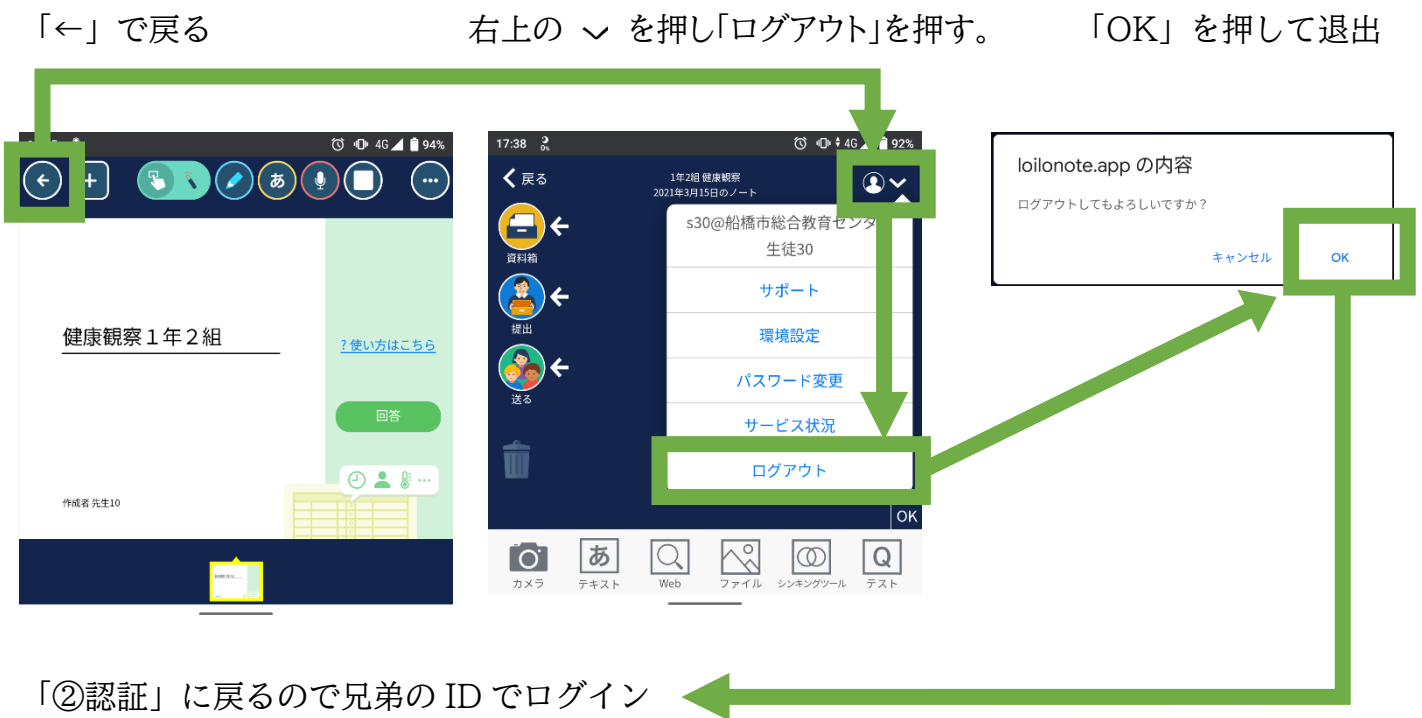 「←」で戻る
右上の ⌵ を押し「ログアウト」を押す。
「OK」を押して退出
4G 94%
+
あ
健康観察１年２組
?使い方はこちら
回答
作成者 先生10
17:38
0%
4G 92%
戻る
1年2組 健康観察
2021年3月15日のノート
資料箱
提出
送る
s30@船橋市総合教育センタ
生徒30
サポート
環境設定
パスワード変更
サービス状況
ログアウト
OK
あ
Q
カメラ
テキスト
Web
ファイル
シンキングツール
テスト
loilonote.app の内容
ログアウトしてもよろしいですか？
キャンセル
OK
「②認証」に戻るので兄弟の ID でログイン